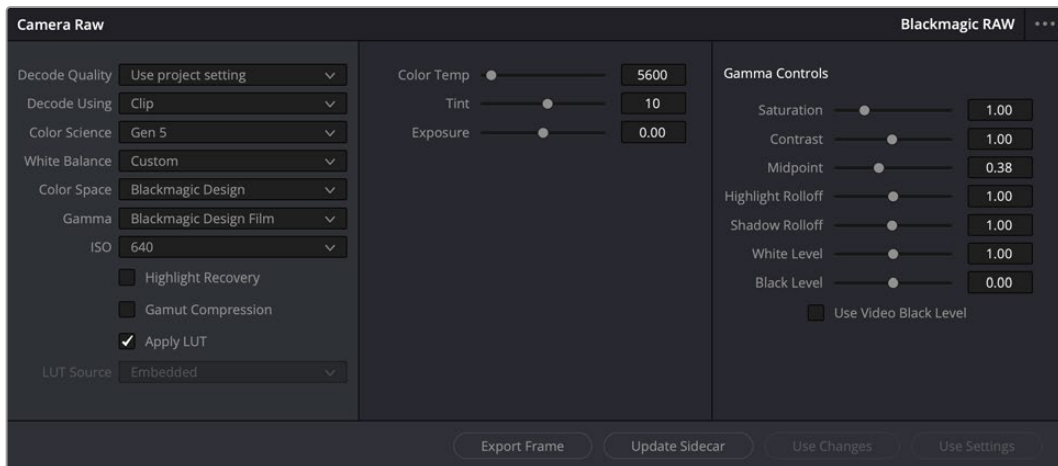 Camera Raw
Blackmagic RAW
Decode Quality Use project setting
Decode Using Clip
Color Science Gen 5
White Balance Custom
Color Space Blackmagic Design
Gamma Blackmagic Design Film
ISO 640
Highlight Recovery
Gamut Compression
Apply LUT
LUT Source Embedded
Color Temp 5600
Tint 10
Exposure 0.00
Gamma Controls
Saturation 1.00
Contrast 1.00
Midpoint 0.38
Highlight Rolloff 1.00
Shadow Rolloff 1.00
White Level 1.00
Black Level 0.00
Use Video Black Level
Export Frame
Update Sidecar
Use Changes
Use Settings